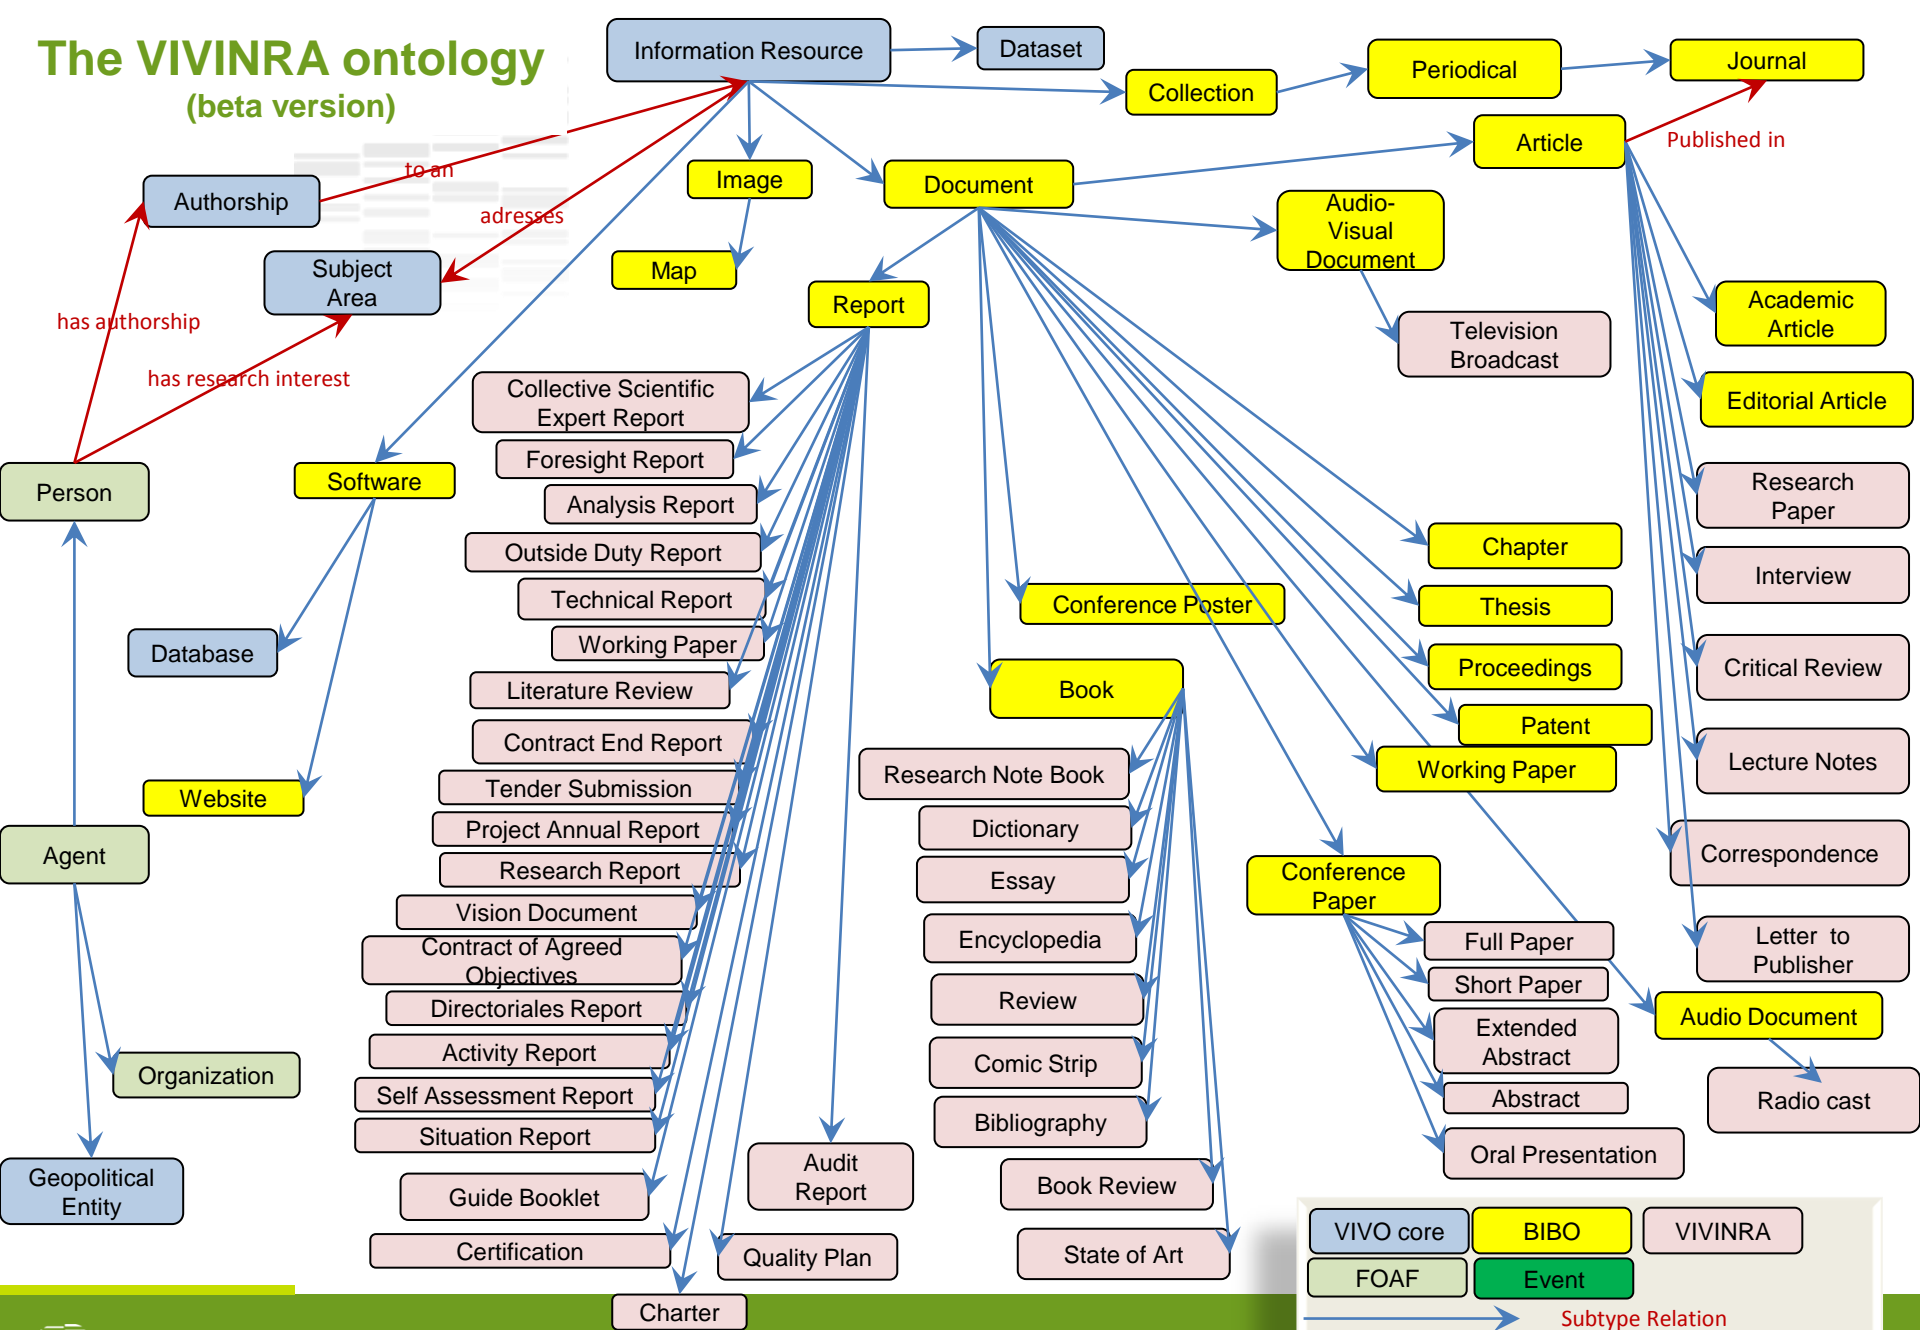 The VIVINRA ontology
(beta version)
Information Resource
Dataset
Collection
Periodical
Journal
Published in
Article
to an
Authorship
adresses
Image
Document
Audio-
Visual
Document
Subject
Area
Map
Report
Academic
Article
has authorship
Television
Broadcast
has research interest
Collective Scientific
Expert Report
Editorial Article
Foresight Report
Person
Software
Analysis Report
Research
Paper
Outside Duty Report
Chapter
Interview
Technical Report
Conference Poster
Thesis
Working Paper
Database
Literature Review
Book
Proceedings
Critical Review
Patent
Contract End Report
Research Note Book
Working Paper
Lecture Notes
Tender Submission
Website
Project Annual Report
Dictionary
Agent
Research Report
Essay
Conference
Paper
Correspondence
Vision Document
Contract of Agreed
Objectives
Encyclopedia
Full Paper
Letter to
Publisher
Directoriales Report
Review
Short Paper
Audio Document
Activity Report
Extended
Abstract
Organization
Comic Strip
Self Assessment Report
Abstract
Radio cast
Situation Report
Bibliography
Oral Presentation
Geopolitical
Entity
Guide Booklet
Audit
Report
Book Review
Certification
Quality Plan
State of Art
Charter
VIVO core
BIBO
VIVINRA
FOAF
Event
Subtype Relation